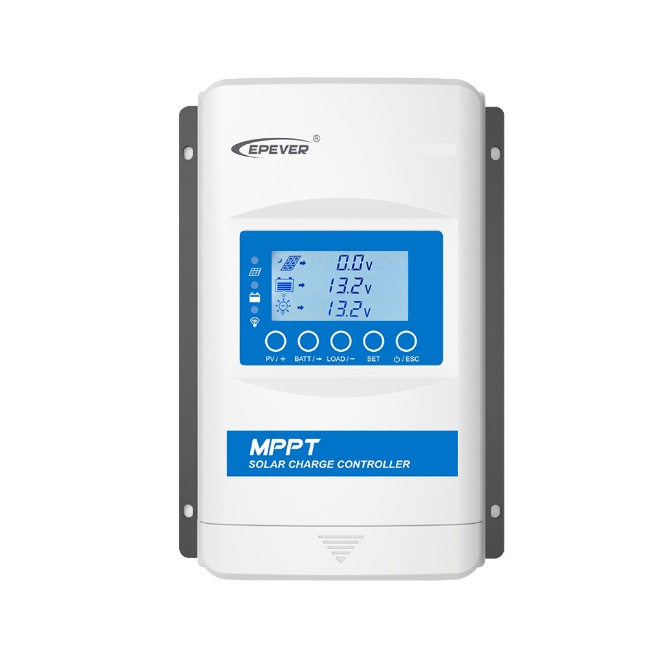 EPEVER®
0.0v
13.2v
13.2v
PV / + BATT / ➡ LOAD / − SET ⏻ / ESC
MPPT
SOLAR CHARGE CONTROLLER